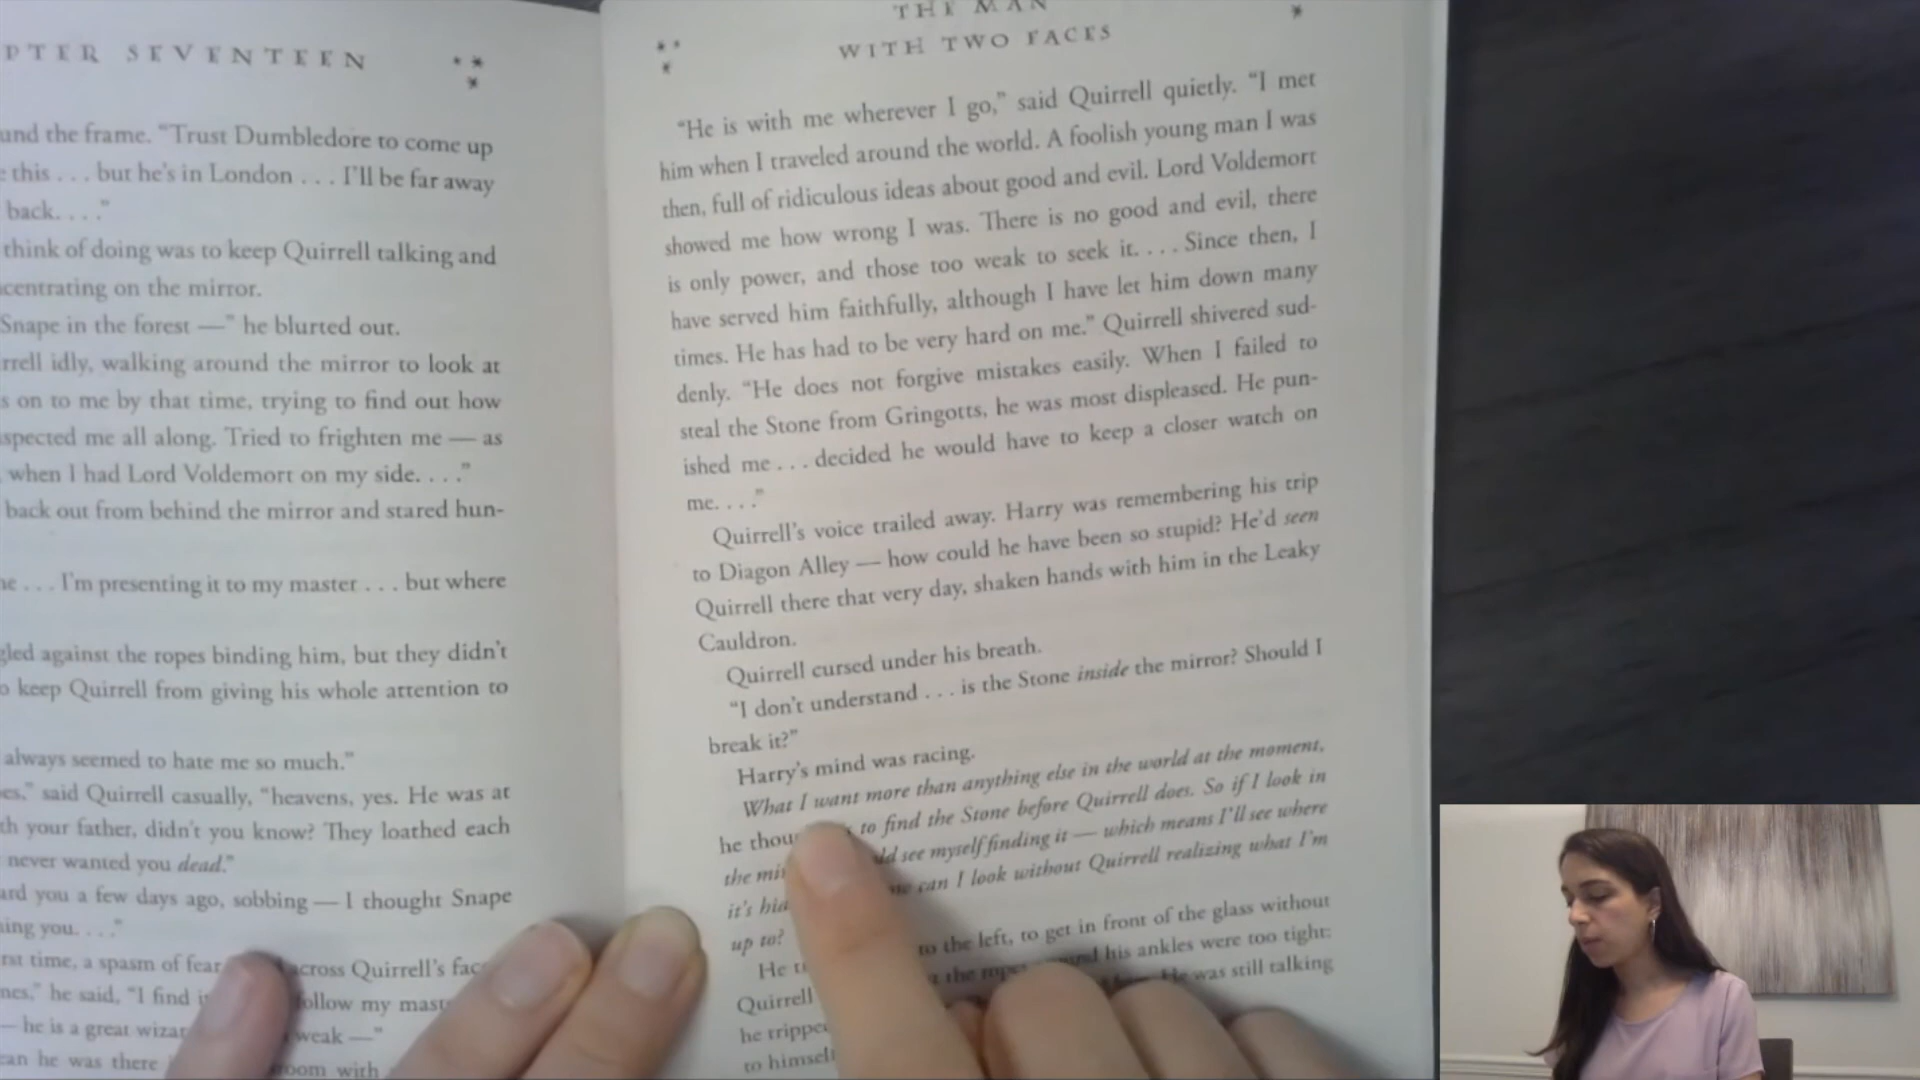 PTER SEVENTEEN
und the frame. “Trust Dumbledore to come up
this . . . but he's in London . . . I'll be far away
back. . . .”
think of doing was to keep Quirrell talking and
centrating on the mirror.
Snape in the forest —” he blurted out.
rrell idly, walking around the mirror to look at
s on to me by that time, trying to find out how
spected me all along. Tried to frighten me — as
when I had Lord Voldemort on my side. . . .”
back out from behind the mirror and stared hun-
. . . I'm presenting it to my master . . . but where
gled against the ropes binding him, but they didn't
o keep Quirrell from giving his whole attention to
always seemed to hate me so much.”
es,” said Quirrell casually, “heavens, yes. He was at
th your father, didn't you know? They loathed each
never wanted you dead.”
ard you a few days ago, sobbing — I thought Snape
ing you. . . .”
rst time, a spasm of fear across Quirrell's fac
nes,” he said, “I find i ollow my mast
— he is a great wizar weak —”
an he was there room with
THE MAN
WITH TWO FACES
“He is with me wherever I go,” said Quirrell quietly. “I met
him when I traveled around the world. A foolish young man I was
then, full of ridiculous ideas about good and evil. Lord Voldemort
showed me how wrong I was. There is no good and evil, there
is only power, and those too weak to seek it. . . . Since then, I
have served him faithfully, although I have let him down many
times. He has had to be very hard on me.” Quirrell shivered sud-
denly. “He does not forgive mistakes easily. When I failed to
steal the Stone from Gringotts, he was most displeased. He pun-
ished me . . . decided he would have to keep a closer watch on
me. . . .”
Quirrell's voice trailed away. Harry was remembering his trip
to Diagon Alley — how could he have been so stupid? He'd seen
Quirrell there that very day, shaken hands with him in the Leaky
Cauldron.
Quirrell cursed under his breath.
“I don't understand . . . is the Stone inside the mirror? Should I
break it?”
Harry's mind was racing.
What I want more than anything else in the world at the moment,
he thou to find the Stone before Quirrell does. So if I look in
the mi ld see myself finding it — which means I'll see where
it's hid can I look without Quirrell realizing what I'm
up to?
He t to the left, to get in front of the glass without
Quirrell the ropes his ankles were too tight:
he trippe He was still talking
to himsel